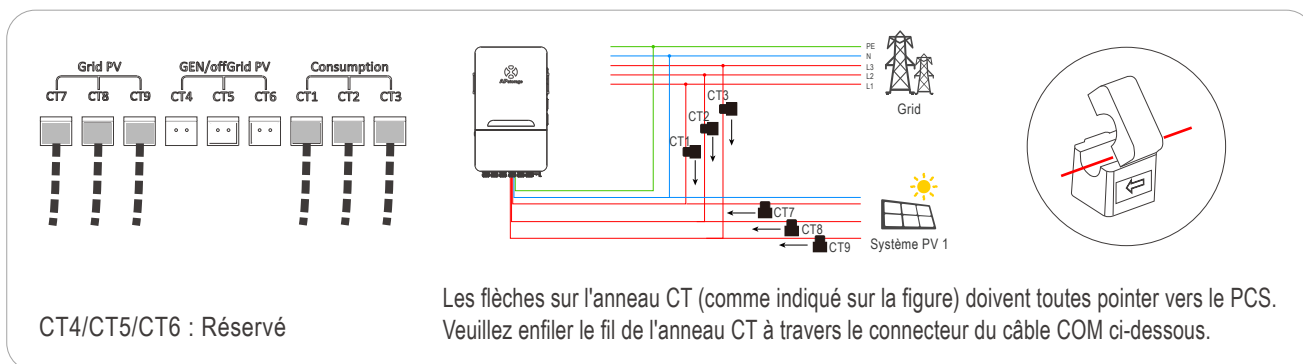 Grid PV GEN/offGrid PV Consumption
CT7 CT8 CT9 CT4 CT5 CT6 CT1 CT2 CT3
APstorage
PE
N
L3
L2
L1
CT3
CT2
CT1
Grid
CT7
CT8
CT9
Système PV 1
CT4/CT5/CT6 : Réservé
Les flèches sur l'anneau CT (comme indiqué sur la figure) doivent toutes pointer vers le PCS.
Veuillez enfiler le fil de l'anneau CT à travers le connecteur du câble COM ci-dessous.